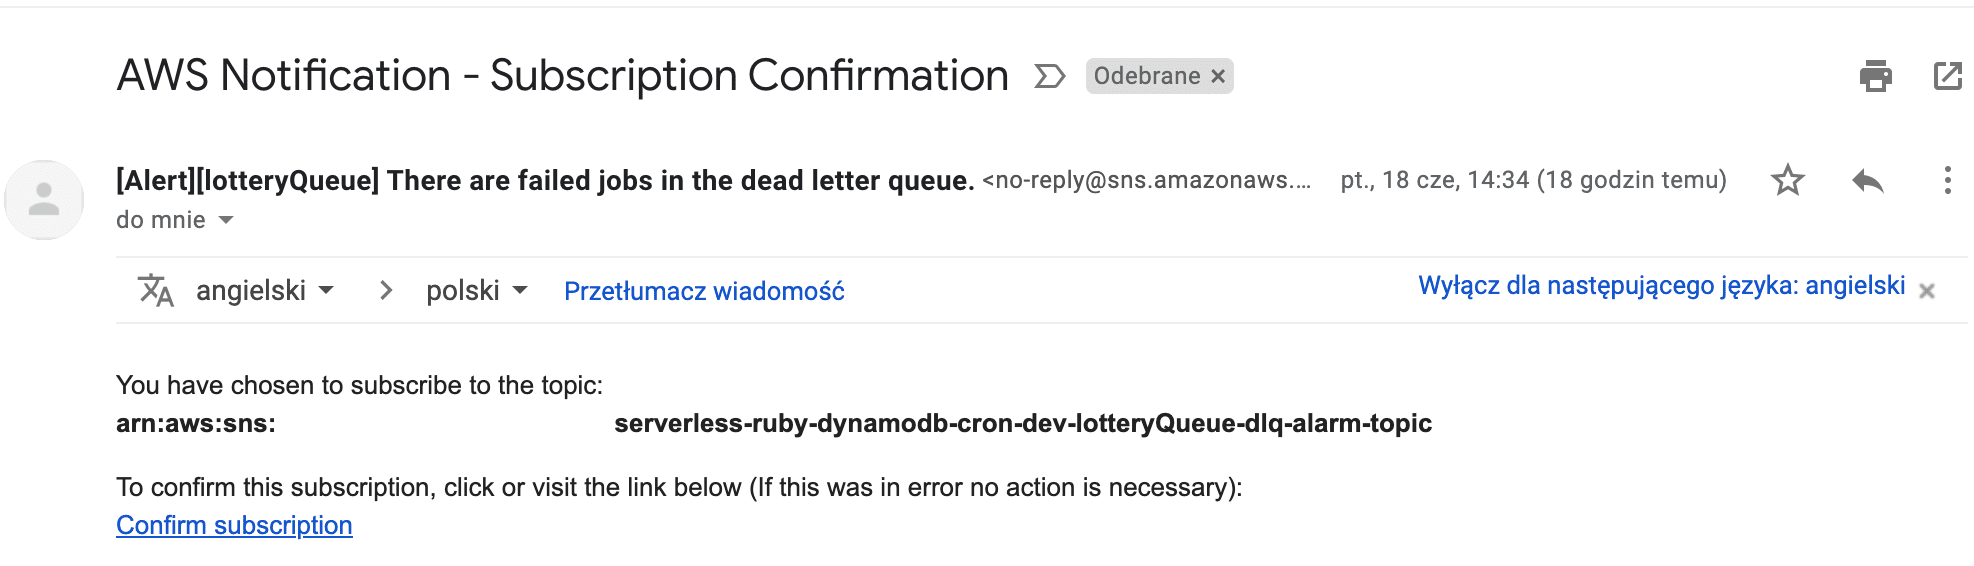 AWS Notification - Subscription Confirmation Odebrane ×
[Alert][lotteryQueue] There are failed jobs in the dead letter queue. <no-reply@sns.amazonaws.... pt., 18 cze, 14:34 (18 godzin temu)
do mnie
angielski > polski Przetłumacz wiadomość Wyłącz dla następującego języka: angielski ×
You have chosen to subscribe to the topic:
arn:aws:sns: serverless-ruby-dynamodb-cron-dev-lotteryQueue-dlq-alarm-topic
To confirm this subscription, click or visit the link below (If this was in error no action is necessary):
Confirm subscription